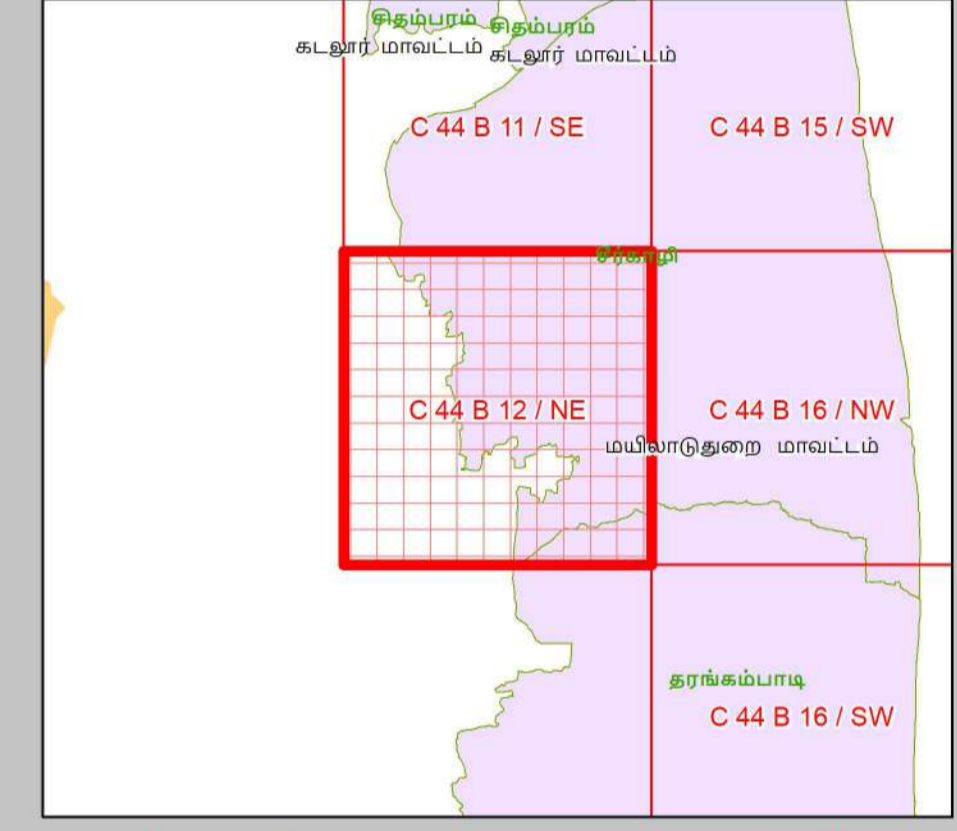 சிதம்பரம் சிதம்பரம்
கடலூர் மாவட்டம் கடலூர் மாவட்டம்
C 44 B 11 / SE C 44 B 15 / SW
சீர்காழி
C 44 B 12 / NE C 44 B 16 / NW
மயிலாடுதுறை மாவட்டம்
தரங்கம்பாடி
C 44 B 16 / SW